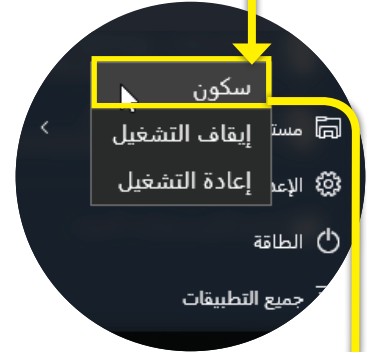 سكون
إيقاف التشغيل
إعادة التشغيل
الطاقة
جميع التطبيقات